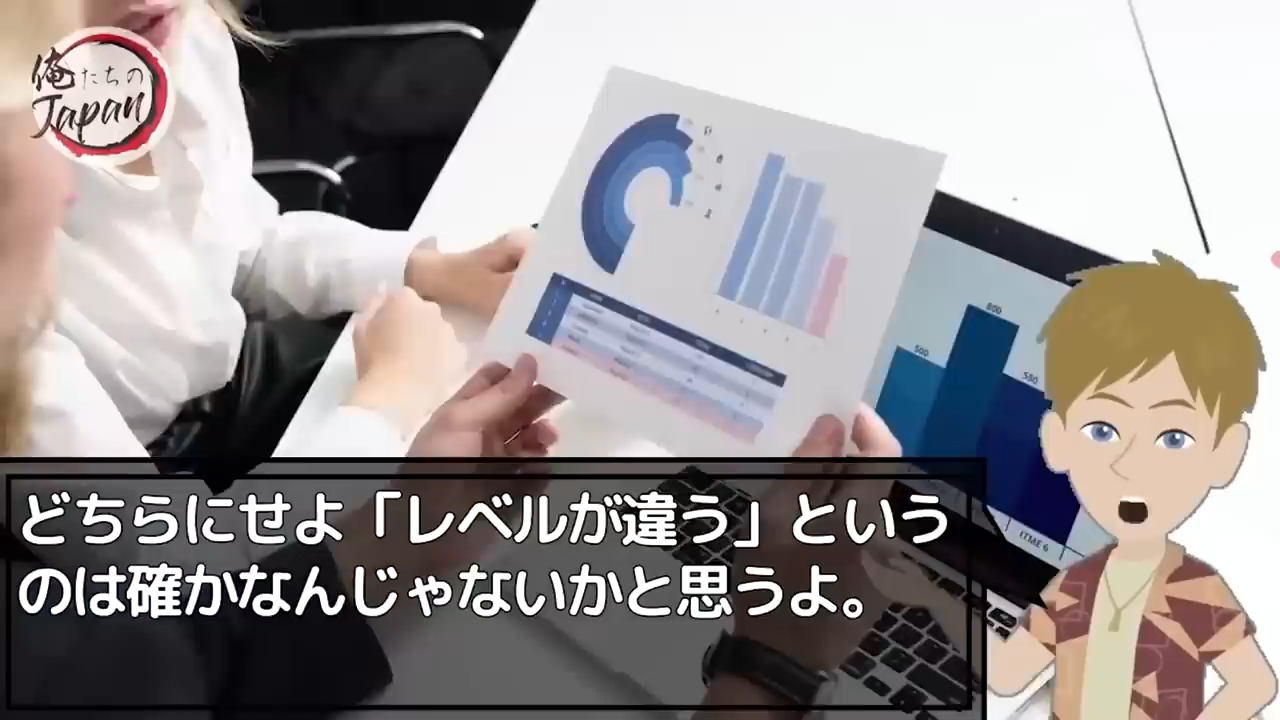 俺たちの
Japan
800
500
550
ITME 6
どちらにせよ「レベルが違う」という
のは確かなんじゃないかと思うよ。